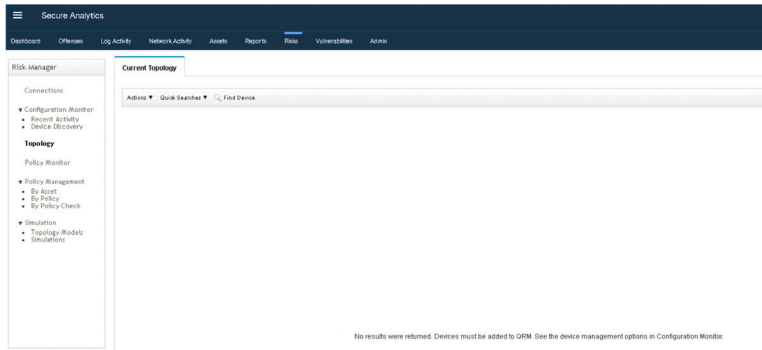 Secure Analytics
Dashboard Offenses Log Activity Network Activity Assets Reports Risks Vulnerabilities Admin
Risk Manager
Connections
Configuration Monitor
Recent Activity
Device Discovery
Topology
Policy Monitor
Policy Management
By Asset
By Policy
By Policy Check
Simulation
Topology Models
Simulations
Current Topology
Actions Quick Searches Find Device
No results were returned. Devices must be added to QRM. See the device management options in Configuration Monitor.